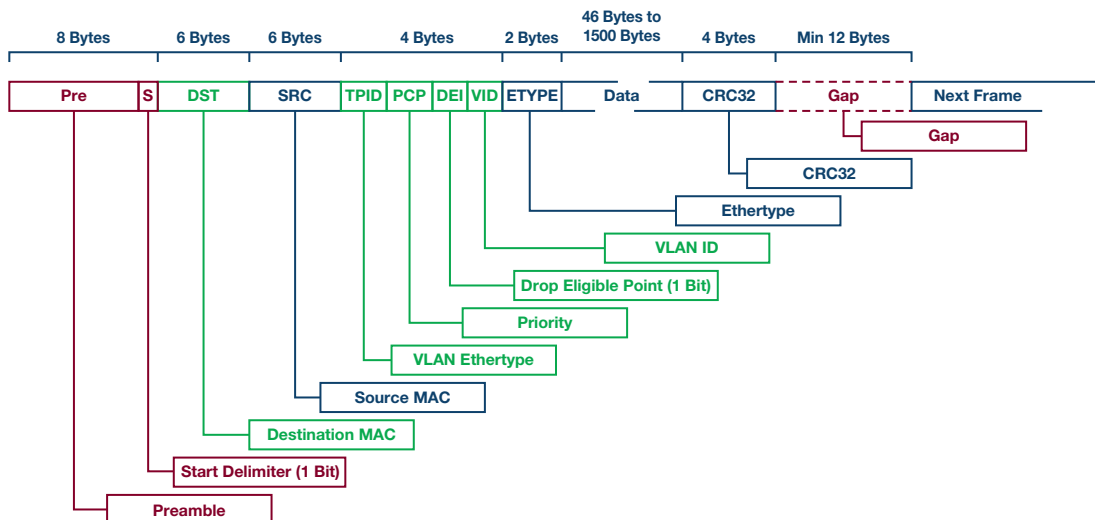 46 Bytes to
8 Bytes 6 Bytes 6 Bytes 4 Bytes 2 Bytes 1500 Bytes 4 Bytes Min 12 Bytes
Pre S DST SRC TPID PCP DEI VID ETYPE Data CRC32 Gap Next Frame
Gap
CRC32
Ethertype
VLAN ID
Drop Eligible Point (1 Bit)
Priority
VLAN Ethertype
Source MAC
Destination MAC
Start Delimiter (1 Bit)
Preamble